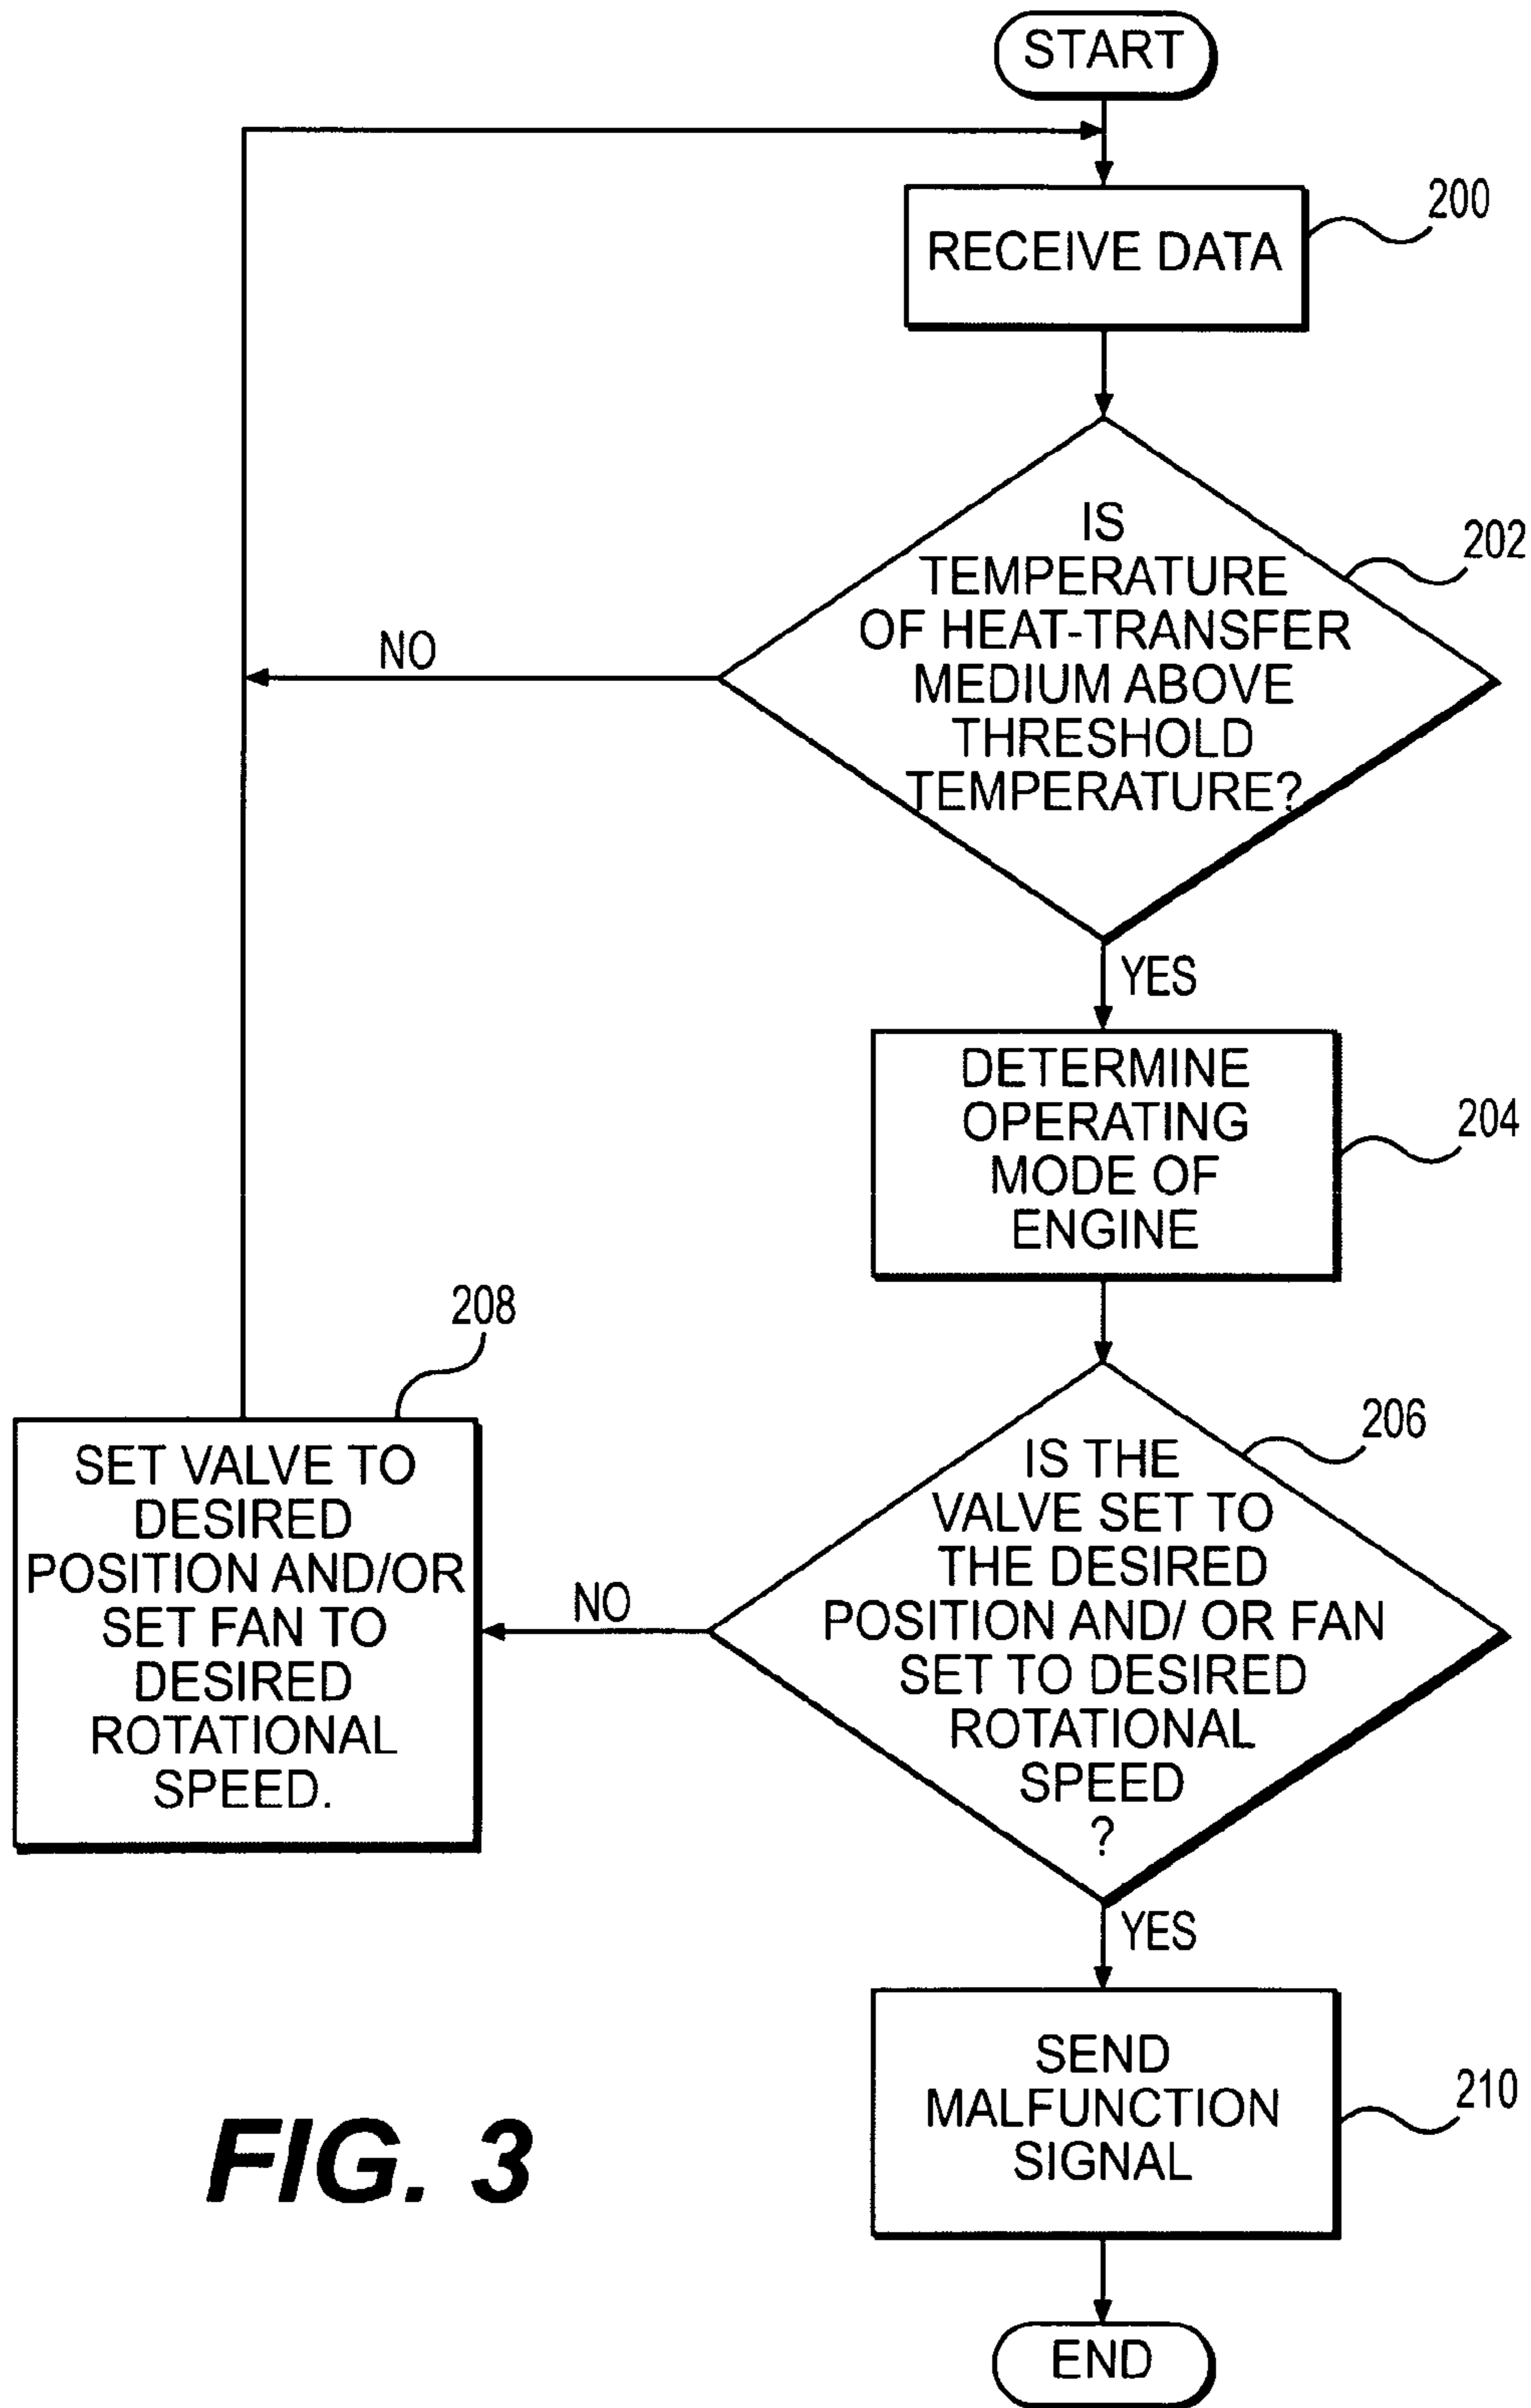 START
RECEIVE DATA
200
IS
TEMPERATURE
OF HEAT-TRANSFER
MEDIUM ABOVE
THRESHOLD
TEMPERATURE?
202
NO
YES
DETERMINE
OPERATING
MODE OF
ENGINE
204
IS THE
VALVE SET TO
THE DESIRED
POSITION AND/ OR FAN
SET TO DESIRED
ROTATIONAL
SPEED
?
206
NO
208
SET VALVE TO
DESIRED
POSITION AND/OR
SET FAN TO
DESIRED
ROTATIONAL
SPEED.
YES
SEND
MALFUNCTION
SIGNAL
210
END
FIG. 3